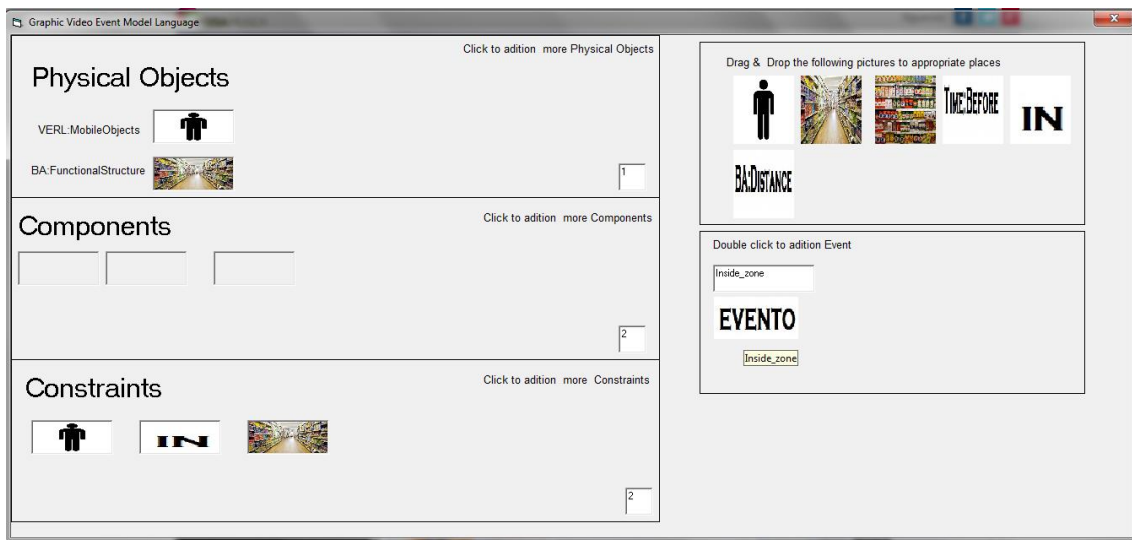 Graphic Video Event Model Language
Click to adition more Physical Objects
Physical Objects
VERL:MobileObjects
BA:FunctionalStructure
1
Components
Click to adition more Components
2
Constraints
Click to adition more Constraints
IN
2
Drag & Drop the following pictures to appropriate places
TIME:BEFORE
IN
BA:DISTANCE
Double click to adition Event
Inside_zone
EVENTO
Inside_zone